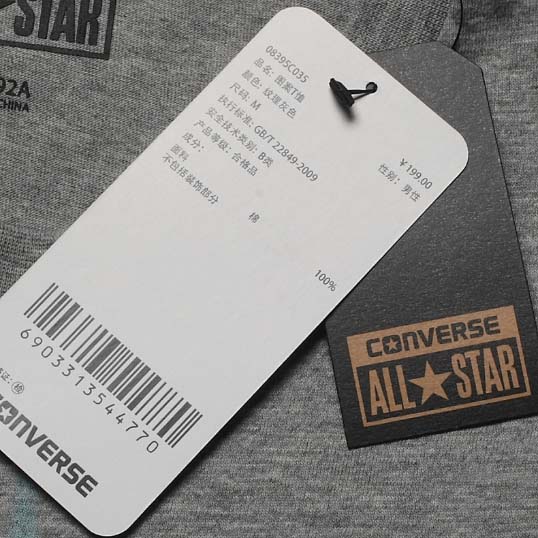 STAR
92A
CHINA
08395C035
品名: 图案T恤
颜色: 纹理灰色
尺码: M
执行标准: GB/T 22849-2009
安全技术类别: B类
产品等级: 合格品
成分:
面料
不包括装饰部分
棉
100%
￥199.00
性别: 男性
6903313544770
CONVERSE
CONVERSE
ALL★STAR